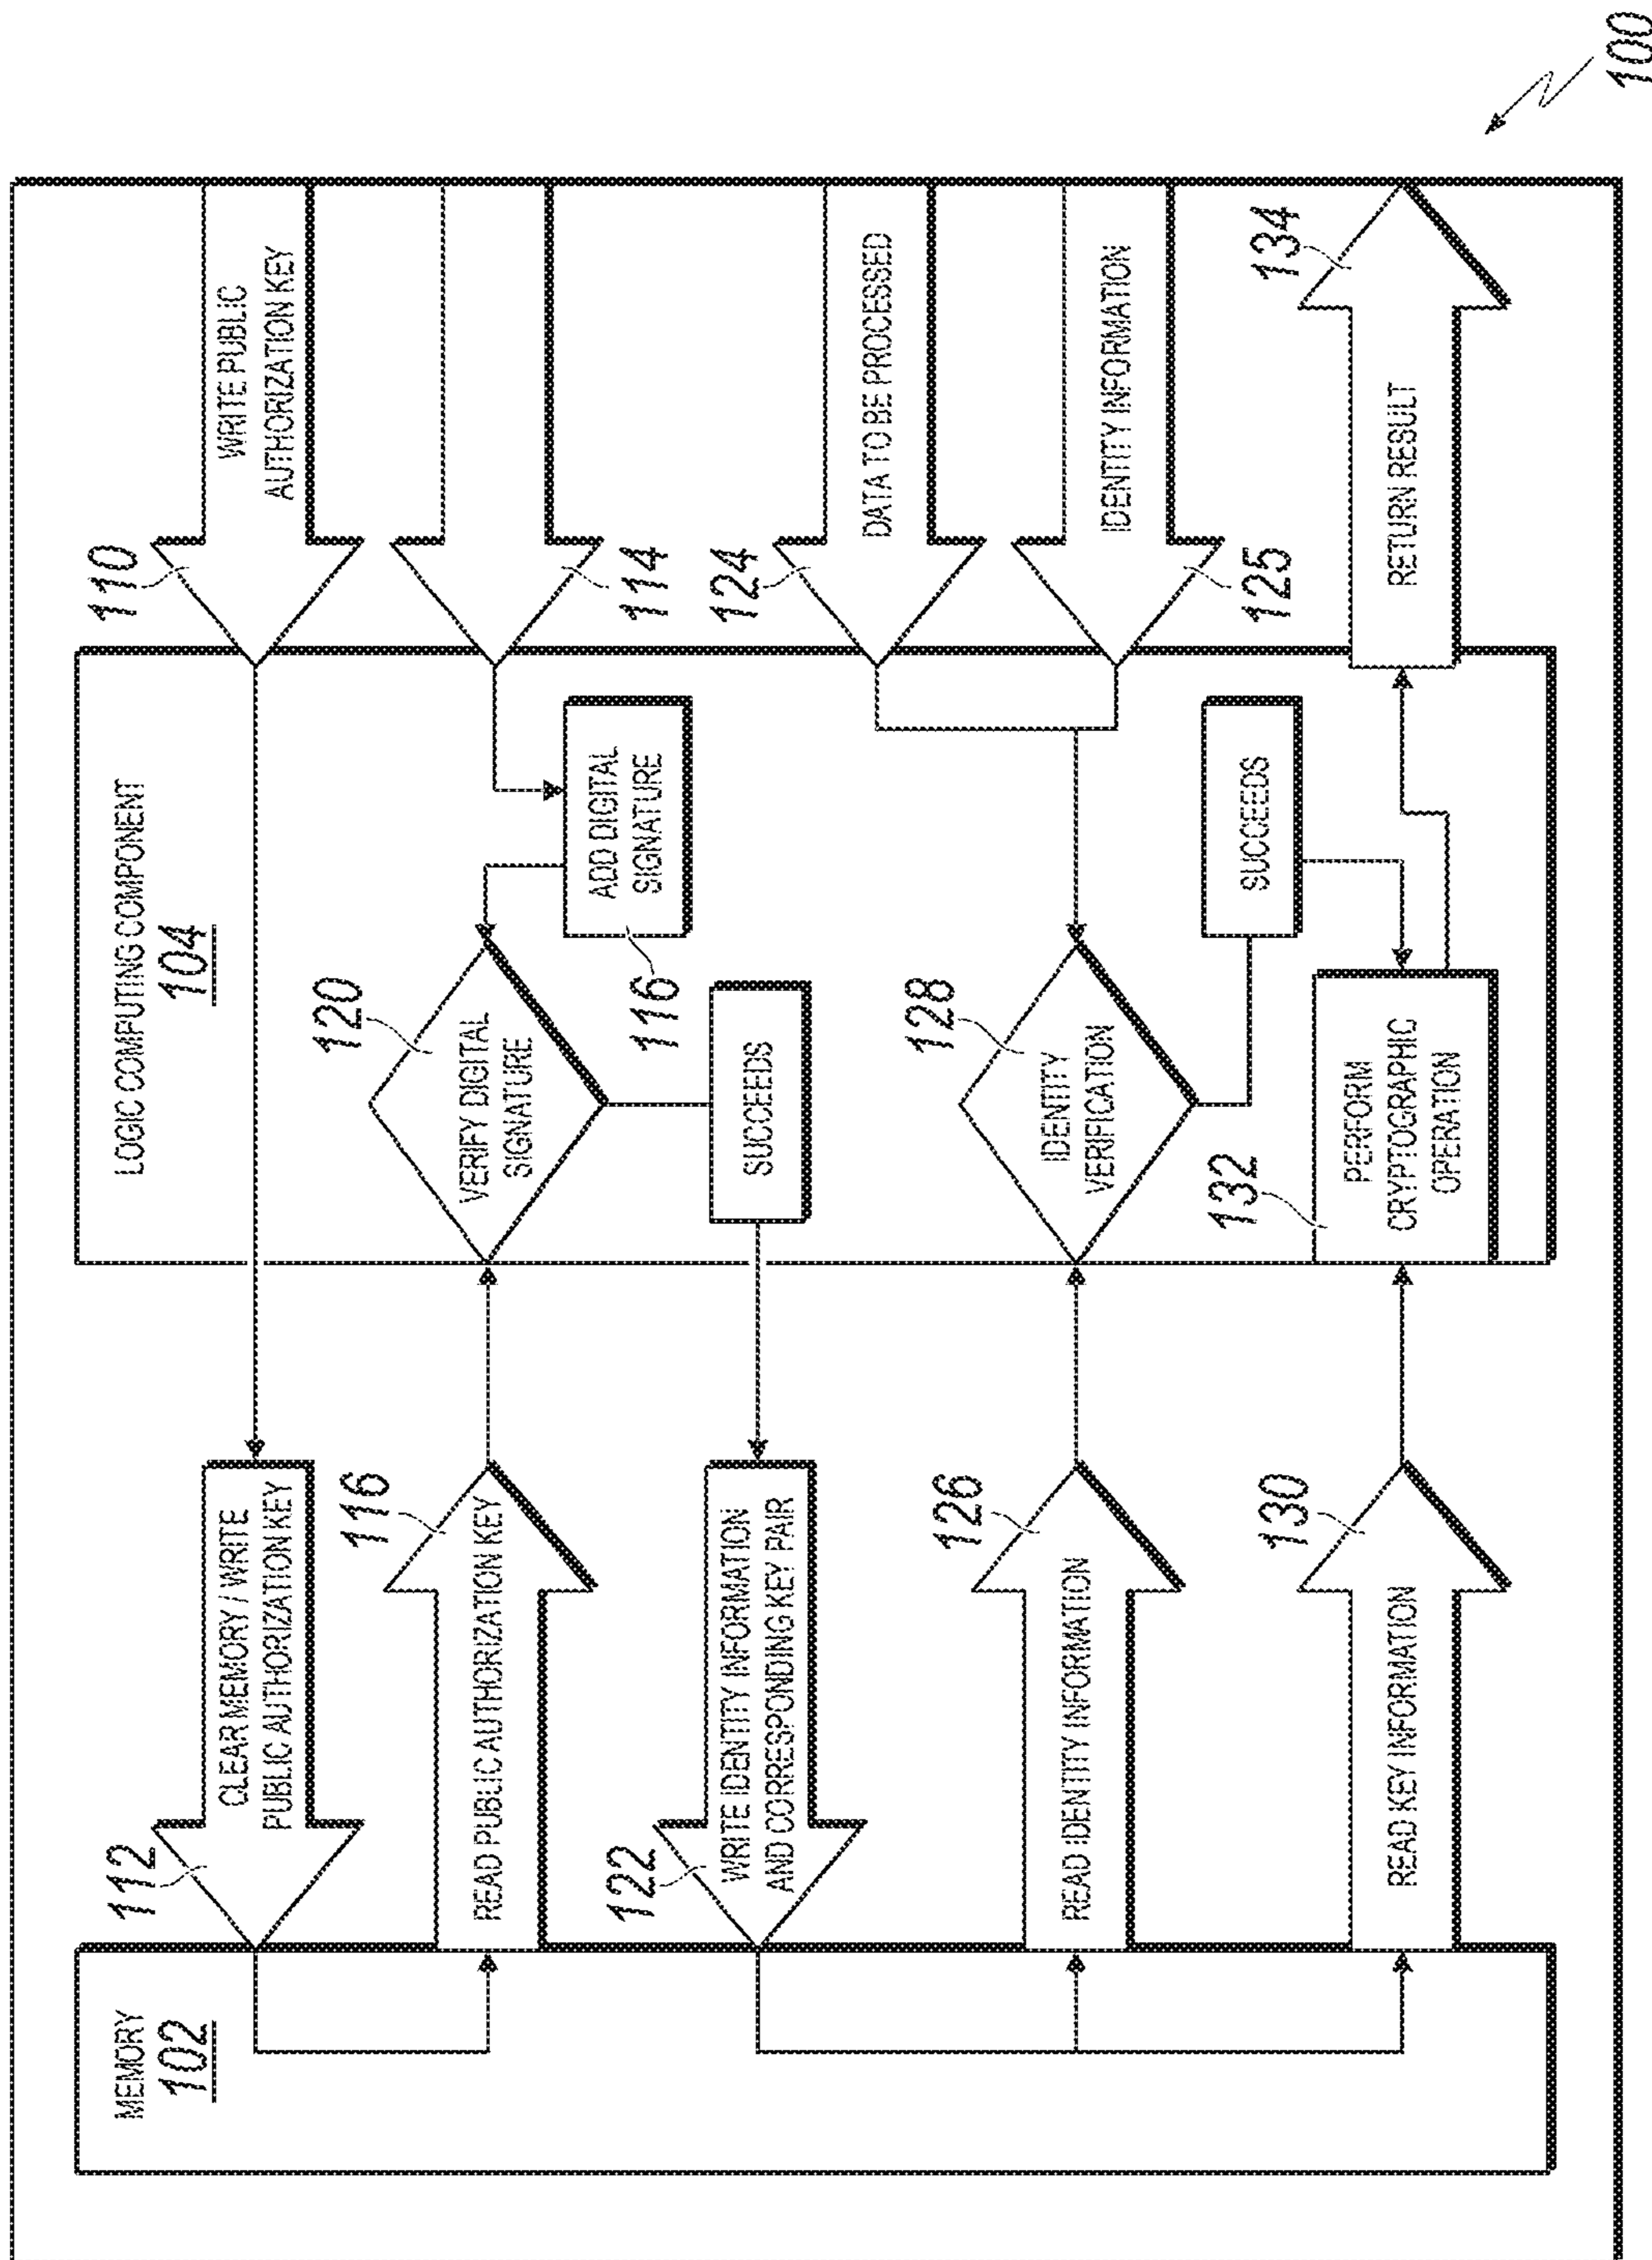 MEMORY
102
112
CLEAR MEMORY / WRITE
PUBLIC AUTHORIZATION KEY
116
READ PUBLIC AUTHORIZATION KEY
122
WRITE IDENTITY INFORMATION
AND CORRESPONDING KEY PAIR
126
READ IDENTITY INFORMATION
130
READ KEY INFORMATION
LOGIC COMPUTING COMPONENT
104
120
VERIFY DIGITAL
SIGNATURE
116
ADD DIGITAL
SIGNATURE
SUCCEEDS
128
IDENTITY
VERIFICATION
SUCCEEDS
132
PERFORM
CRYPTOGRAPHIC
OPERATION
110
WRITE PUBLIC
AUTHORIZATION KEY
114
124
DATA TO BE PROCESSED
125
IDENTITY INFORMATION
134
RETURN RESULT
100